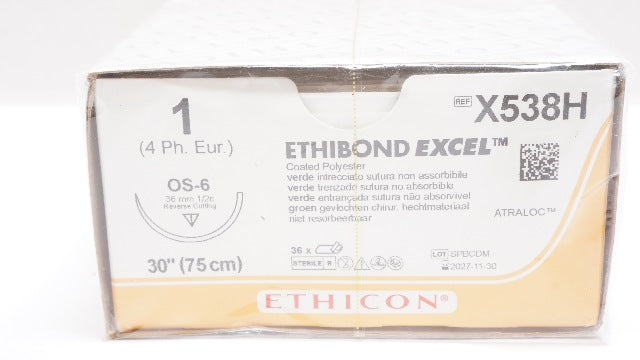 1
(4 Ph. Eur.)
OS-6
36 mm 1/2c
Reverse Cutting
30" (75 cm)
REF X538H
ETHIBOND EXCEL™
Coated Polyester
verde intrecciato sutura non assorbibile
verde trenzado sutura no absorbible
verde entrançada sutura não absorvível
groen gevlochten chirur. hechtmateriaal
niet resorbeerbaar
ATRALOC™
36 x
STERILE R
LOT SPBCDM
2027-11-30
ETHICON®